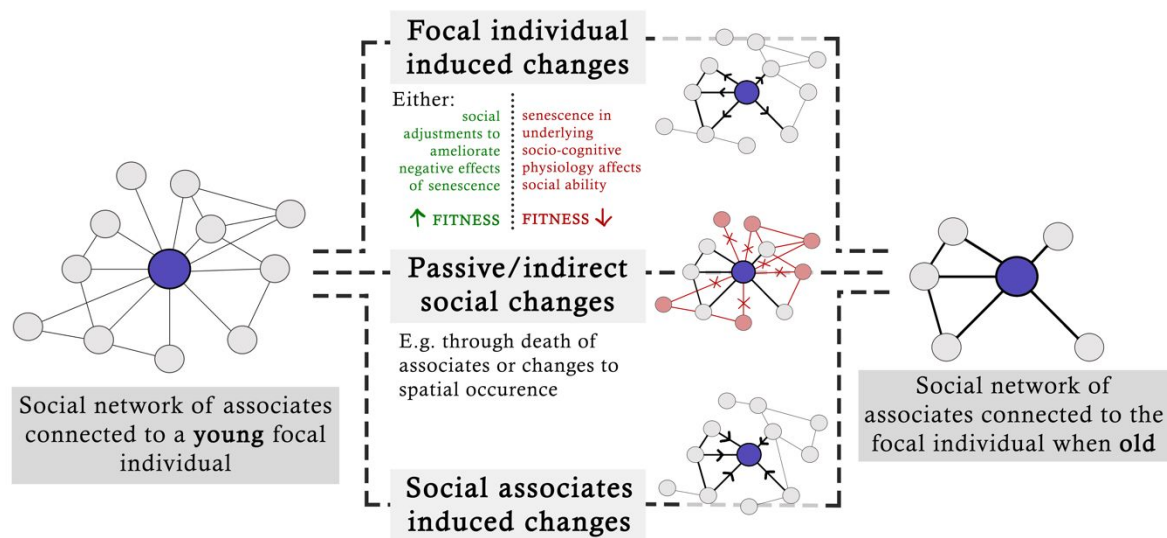 Focal individual
induced changes
Either:
social
adjustments to
ameliorate
negative effects
of senescence
↑ FITNESS
senescence in
underlying
socio-cognitive
physiology affects
social ability
FITNESS ↓
Passive/indirect
social changes
E.g. through death of
associates or changes to
spatial occurence
Social associates
induced changes
Social network of associates
connected to a young focal
individual
Social network of
associates connected to the
focal individual when old